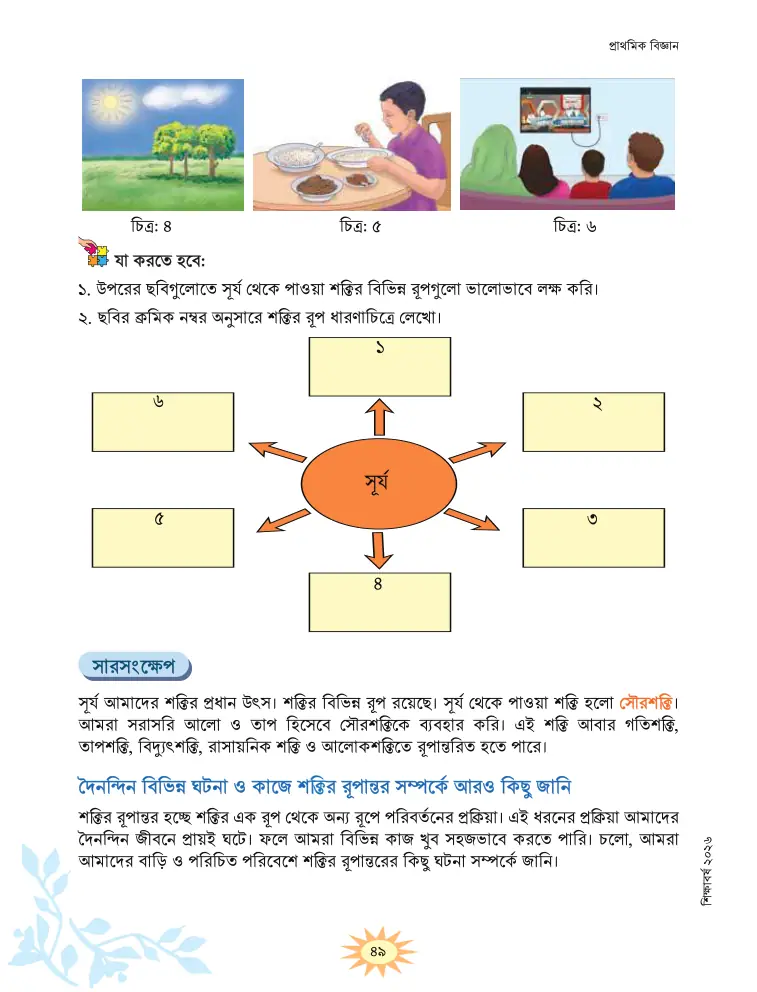 প্রাথমিক বিজ্ঞান
চিত্র: ৪
চিত্র: ৫
চিত্র: ৬
যা করতে হবে:
১. উপরের ছবিগুলোতে সূর্য থেকে পাওয়া শক্তির বিভিন্ন রূপগুলো ভালোভাবে লক্ষ করি।
২. ছবির ক্রমিক নম্বর অনুসারে শক্তির রূপ ধারণাচিত্রে লেখো।
১
৬
২
সূর্য
৫
৩
৪
সারসংক্ষেপ
সূর্য আমাদের শক্তির প্রধান উৎস। শক্তির বিভিন্ন রূপ রয়েছে। সূর্য থেকে পাওয়া শক্তি হলো সৌরশক্তি।
আমরা সরাসরি আলো ও তাপ হিসেবে সৌরশক্তিকে ব্যবহার করি। এই শক্তি আবার গতিশক্তি,
তাপশক্তি, বিদ্যুৎশক্তি, রাসায়নিক শক্তি ও আলোকশক্তিতে রূপান্তরিত হতে পারে।
দৈনন্দিন বিভিন্ন ঘটনা ও কাজে শক্তির রূপান্তর সম্পর্কে আরও কিছু জানি
শক্তির রূপান্তর হচ্ছে শক্তির এক রূপ থেকে অন্য রূপে পরিবর্তনের প্রক্রিয়া। এই ধরনের প্রক্রিয়া আমাদের
দৈনন্দিন জীবনে প্রায়ই ঘটে। ফলে আমরা বিভিন্ন কাজ খুব সহজভাবে করতে পারি। চলো, আমরা
আমাদের বাড়ি ও পরিচিত পরিবেশে শক্তির রূপান্তরের কিছু ঘটনা সম্পর্কে জানি।
শিক্ষাবর্ষ ২০২৬
৪৯